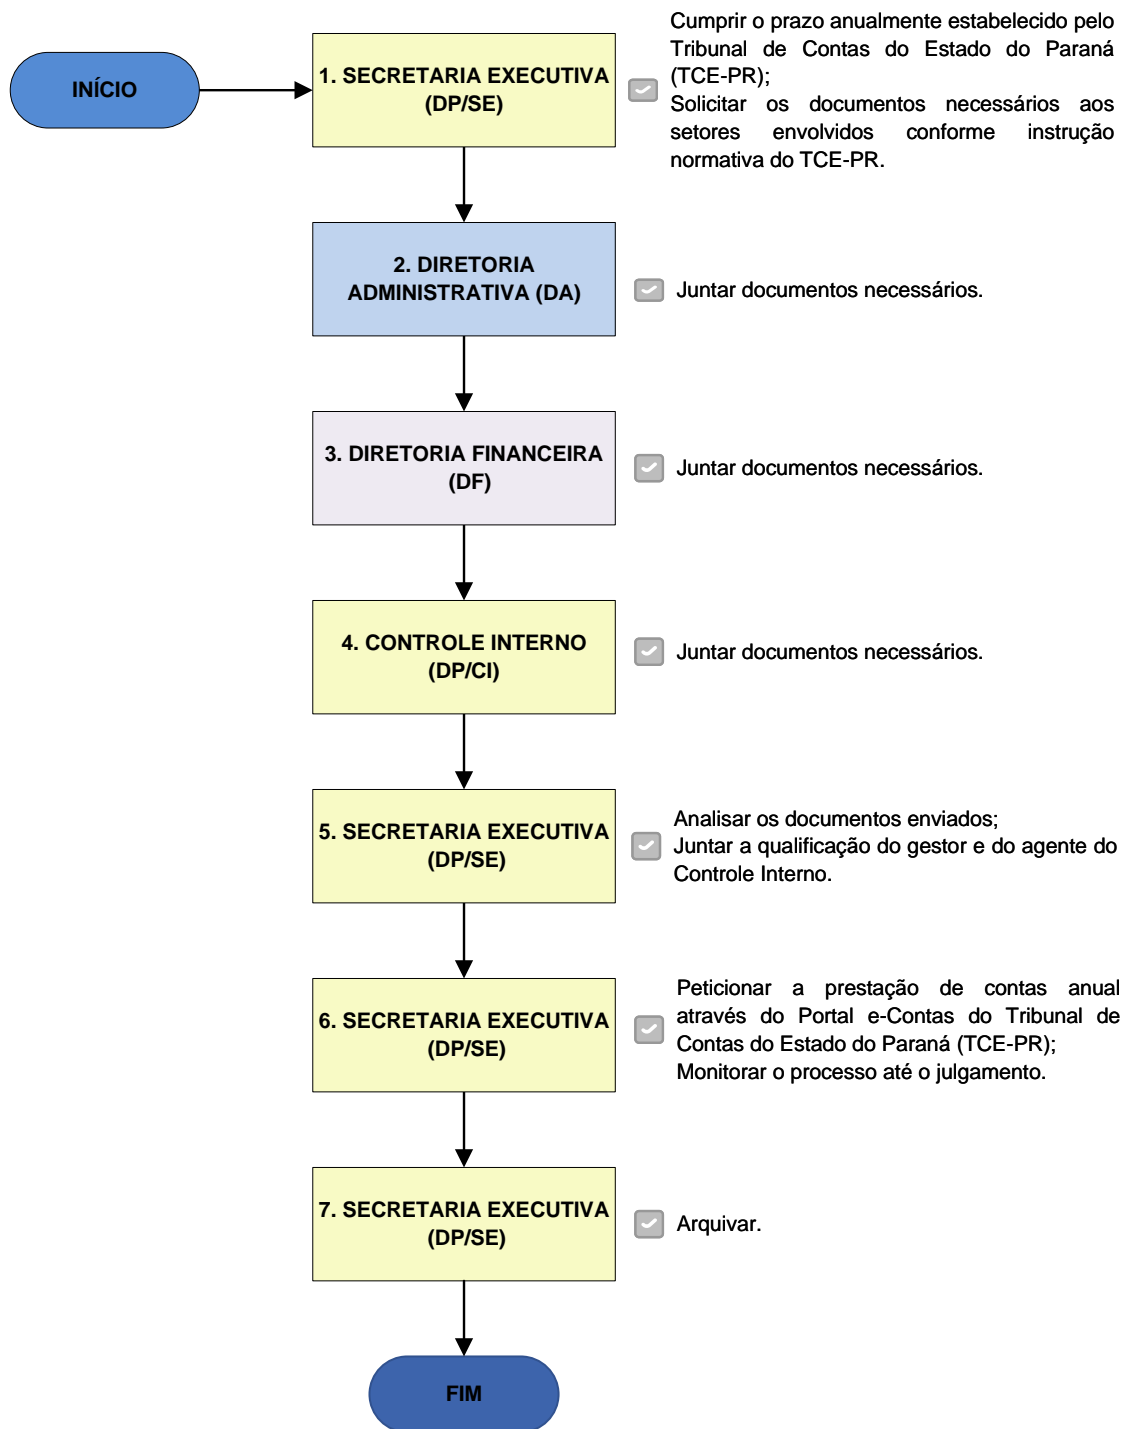 INÍCIO
1. SECRETARIA EXECUTIVA
(DP/SE)
Cumprir o prazo anualmente estabelecido pelo
Tribunal de Contas do Estado do Paraná
(TCE-PR);
Solicitar os documentos necessários aos
setores envolvidos conforme instrução
normativa do TCE-PR.
2. DIRETORIA
ADMINISTRATIVA (DA)
Juntar documentos necessários.
3. DIRETORIA FINANCEIRA
(DF)
Juntar documentos necessários.
4. CONTROLE INTERNO
(DP/CI)
Juntar documentos necessários.
5. SECRETARIA EXECUTIVA
(DP/SE)
Analisar os documentos enviados;
Juntar a qualificação do gestor e do agente do
Controle Interno.
6. SECRETARIA EXECUTIVA
(DP/SE)
Peticionar a prestação de contas anual
através do Portal e-Contas do Tribunal de
Contas do Estado do Paraná (TCE-PR);
Monitorar o processo até o julgamento.
7. SECRETARIA EXECUTIVA
(DP/SE)
Arquivar.
FIM